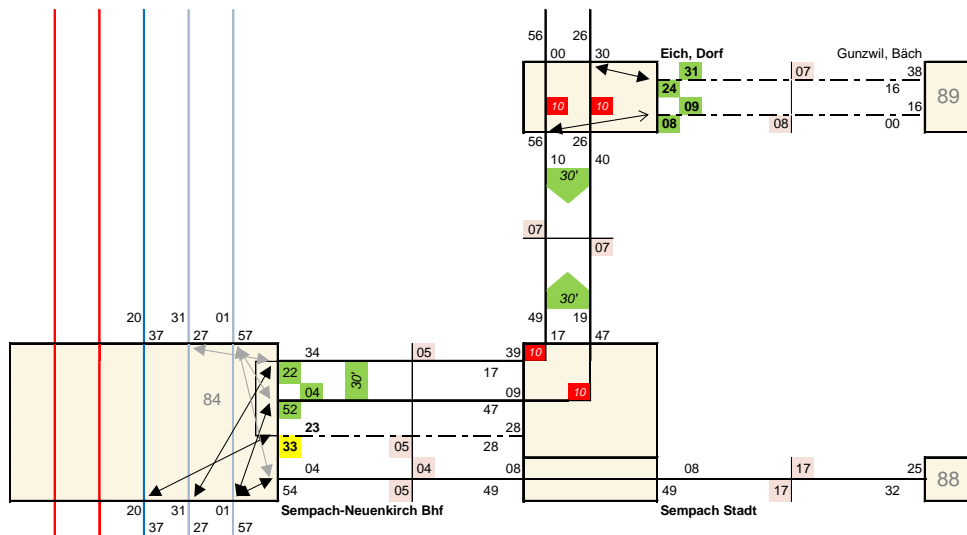 56 26
00 30 Eich, Dorf Gunzwil, Bäch
31 07 38
24 16
10 10 09 16
08 08 00
89
56 26
10 40
30'
07
07
30'
49 19
17 47
20 31 01
37 27 57
34 05 39 10
22 17
84 04 30' 09 10
52 47
23 28
33 05 28
04 04 08 08 17 25
54 05 49 49 17 32
88
20 31 01 Sempach-Neuenkirch Bhf Sempach Stadt
37 27 57